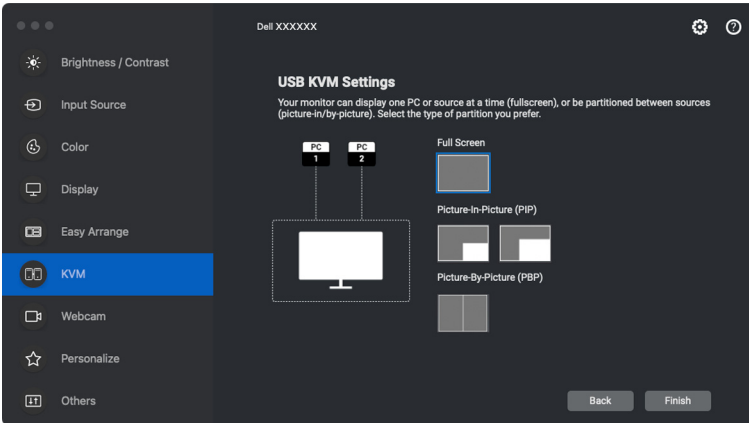 Dell XXXXXX
Brightness / Contrast
Input Source
Color
Display
Easy Arrange
KVM
Webcam
Personalize
Others
USB KVM Settings
Your monitor can display one PC or source at a time (fullscreen), or be partitioned between sources
(picture-in/by-picture). Select the type of partition you prefer.
PC
1
PC
2
Full Screen
Picture-In-Picture (PIP)
Picture-By-Picture (PBP)
Back
Finish